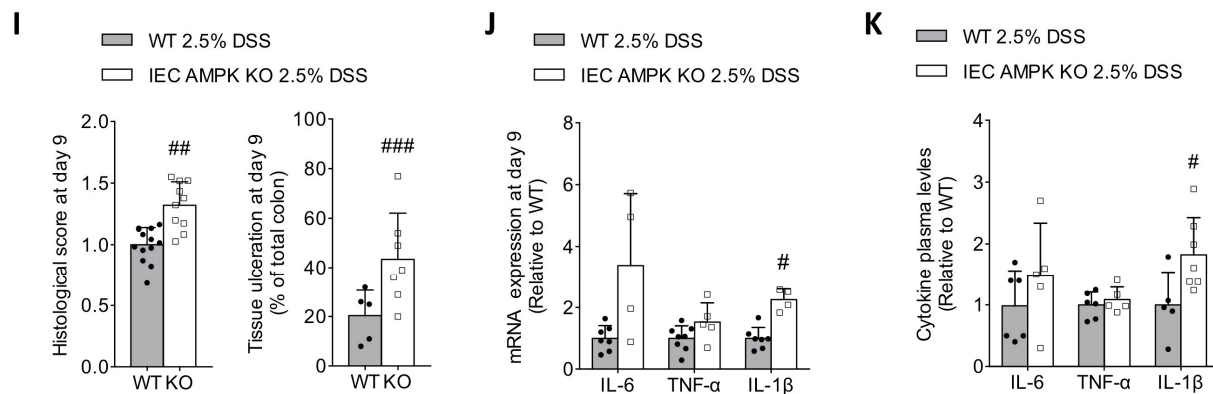 I
WT 2.5% DSS
IEC AMPK KO 2.5% DSS
Histological score at day 9
2.0
1.5
1.0
0.5
0.0
##
WT KO
Tissue ulceration at day 9
(% of total colon)
100
80
60
40
20
0
###
WT KO
J
WT 2.5% DSS
IEC AMPK KO 2.5% DSS
mRNA expression at day 9
(Relative to WT)
8
6
4
2
0
#
IL-6 TNF-α IL-1β
K
WT 2.5% DSS
IEC AMPK KO 2.5% DSS
Cytokine plasma levles
(Relative to WT)
4
3
2
1
0
#
IL-6 TNF-α IL-1β